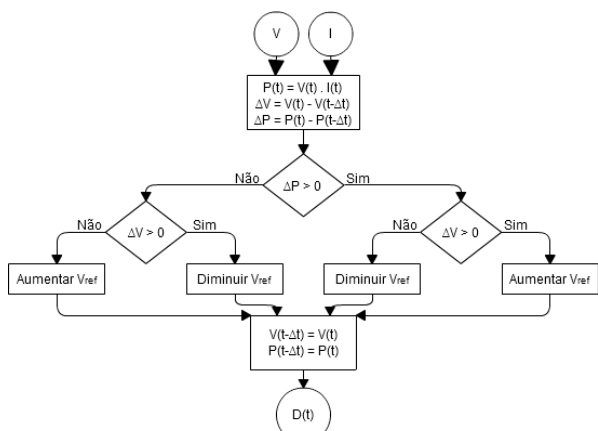 V
I
P(t) = V(t) . I(t)
ΔV = V(t) - V(t-Δt)
ΔP = P(t) - P(t-Δt)
Não
ΔP > 0
Sim
Não
ΔV > 0
Sim
Não
ΔV > 0
Sim
Aumentar Vref
Diminuir Vref
Diminuir Vref
Aumentar Vref
V(t-Δt) = V(t)
P(t-Δt) = P(t)
D(t)